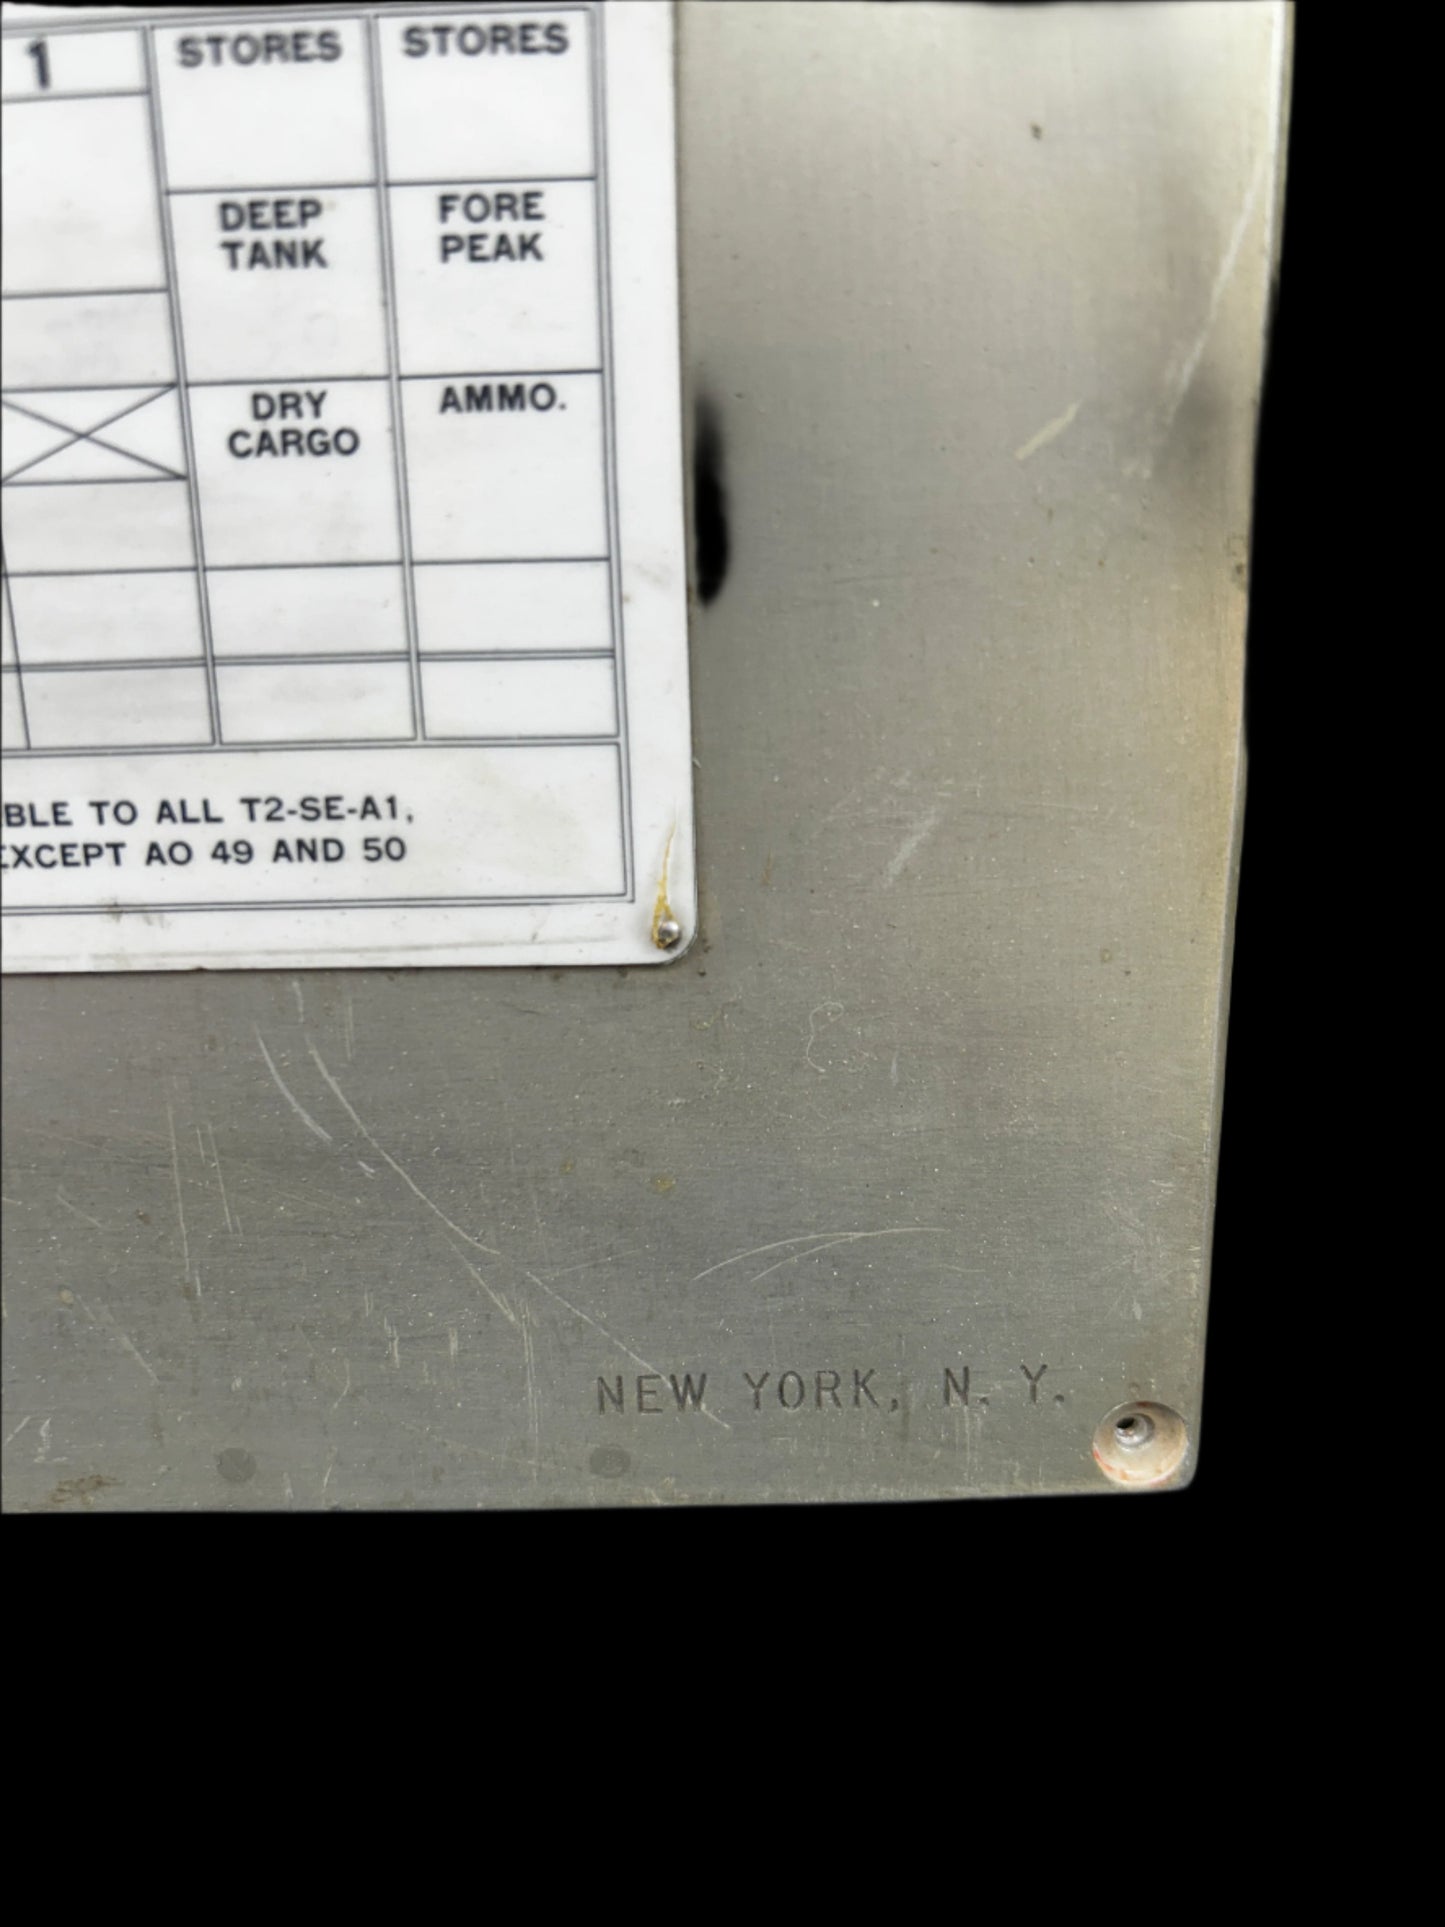 1 STORES STORES
DEEP
TANK
FORE
PEAK
DRY
CARGO
AMMO.
BLE TO ALL T2-SE-A1,
EXCEPT AO 49 AND 50
NEW YORK, N. Y.